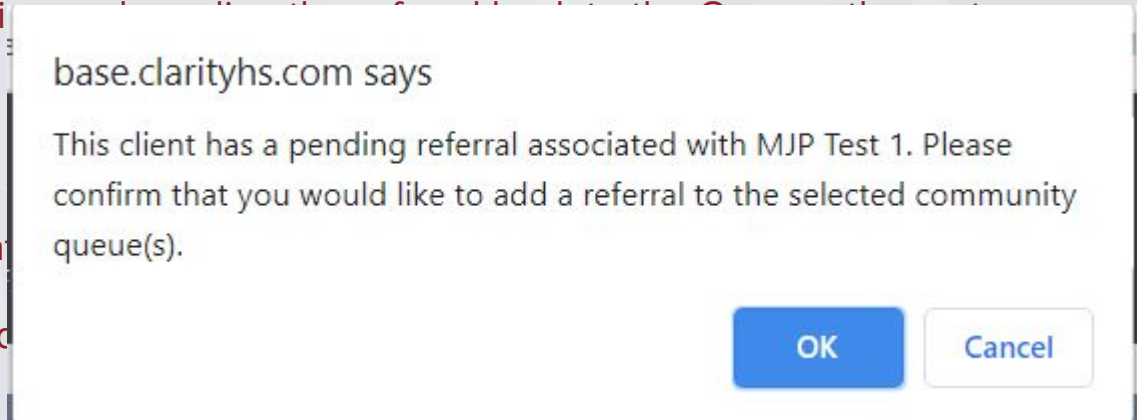 base.clarityhs.com says
This client has a pending referral associated with MJP Test 1. Please
confirm that you would like to add a referral to the selected community
queue(s).
OK
Cancel